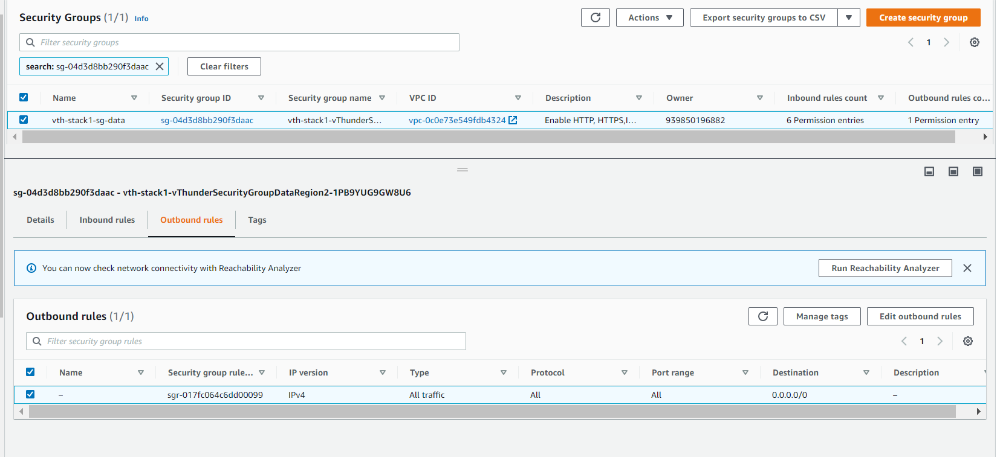 Security Groups (1/1) Info
Actions
Export security groups to CSV
Create security group
Filter security groups
1
search: sg-04d3d8bb290f3daac
Clear filters
Name Security group ID Security group name VPC ID Description Owner Inbound rules count Outbound rules co...
vth-stack1-sg-data sg-04d3d8bb290f3daac vth-stack1-vThunderS... vpc-0c0e73e549fdb4324 Enable HTTP, HTTPS,I... 939850196882 6 Permission entries 1 Permission entry
sg-04d3d8bb290f3daac - vth-stack1-vThunderSecurityGroupDataRegion2-1PB9YUG9GW8U6
Details Inbound rules Outbound rules Tags
You can now check network connectivity with Reachability Analyzer Run Reachability Analyzer
Outbound rules (1/1) Manage tags Edit outbound rules
Filter security group rules 1
Name Security group rule... IP version Type Protocol Port range Destination Description
– sgr-017fc064c6dd00099 IPv4 All traffic All All 0.0.0.0/0 –